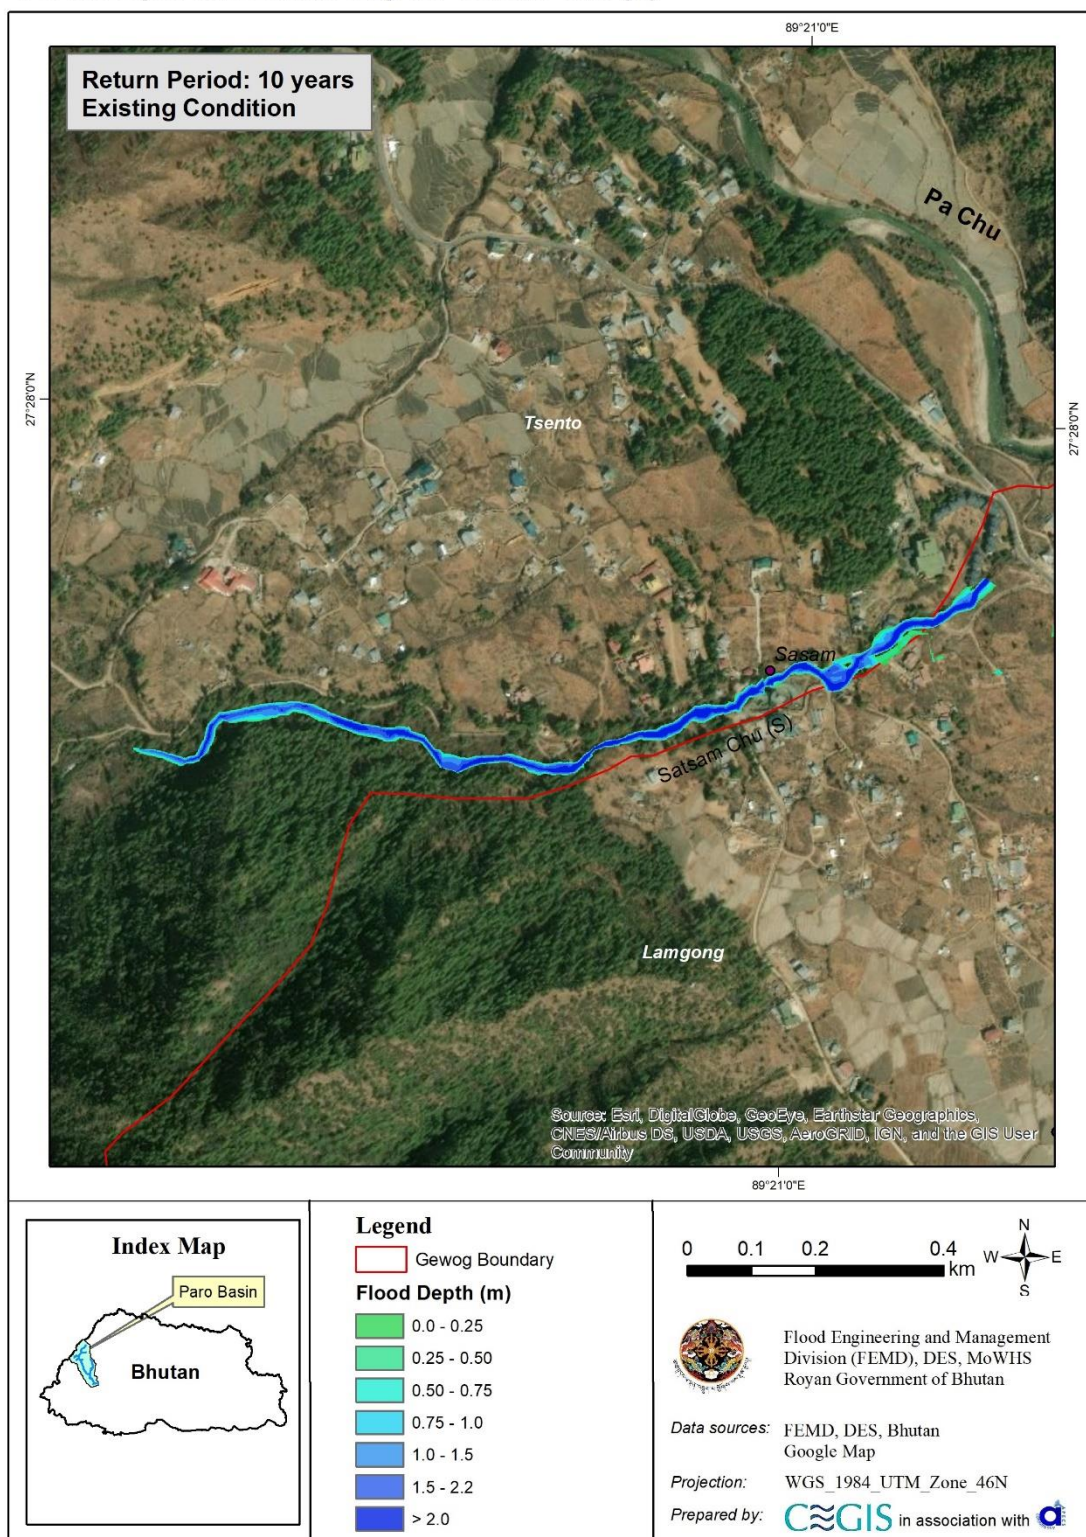 89°21'0"E
Return Period: 10 years
Existing Condition
Pa Chu
27°28'0"N
27°28'0"N
Tsento
Sasam
Satsam Chu (S)
Lamgong
Source: Esri, DigitalGlobe, GeoEye, Earthstar Geographics,
CNES/Airbus DS, USDA, USGS, AeroGRID, IGN, and the GIS User
Community
89°21'0"E
Index Map
Paro Basin
Bhutan
Legend
Gewog Boundary
Flood Depth (m)
0.0 - 0.25
0.25 - 0.50
0.50 - 0.75
0.75 - 1.0
1.0 - 1.5
1.5 - 2.2
> 2.0
0 0.1 0.2 0.4
km
N
W E
S
Flood Engineering and Management
Division (FEMD), DES, MoWHS
Royan Government of Bhutan
Data sources: FEMD, DES, Bhutan
Google Map
Projection: WGS_1984_UTM_Zone_46N
Prepared by: CEGIS in association with